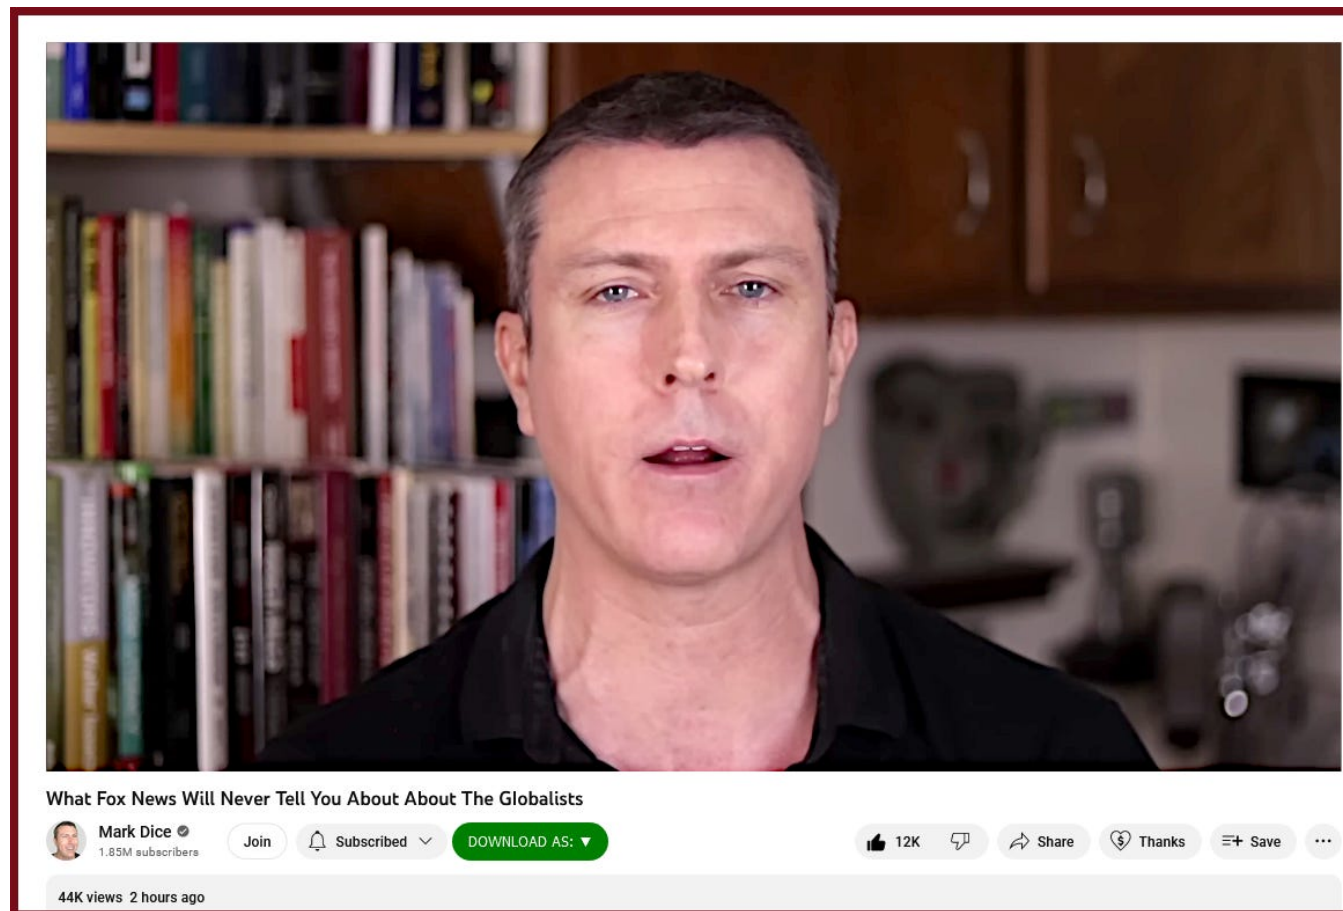 What Fox News Will Never Tell You About About The Globalists
Mark Dice
1.85M subscribers
Join
Subscribed
DOWNLOAD AS: ▼
12K
Share
Thanks
Save
44K views 2 hours ago